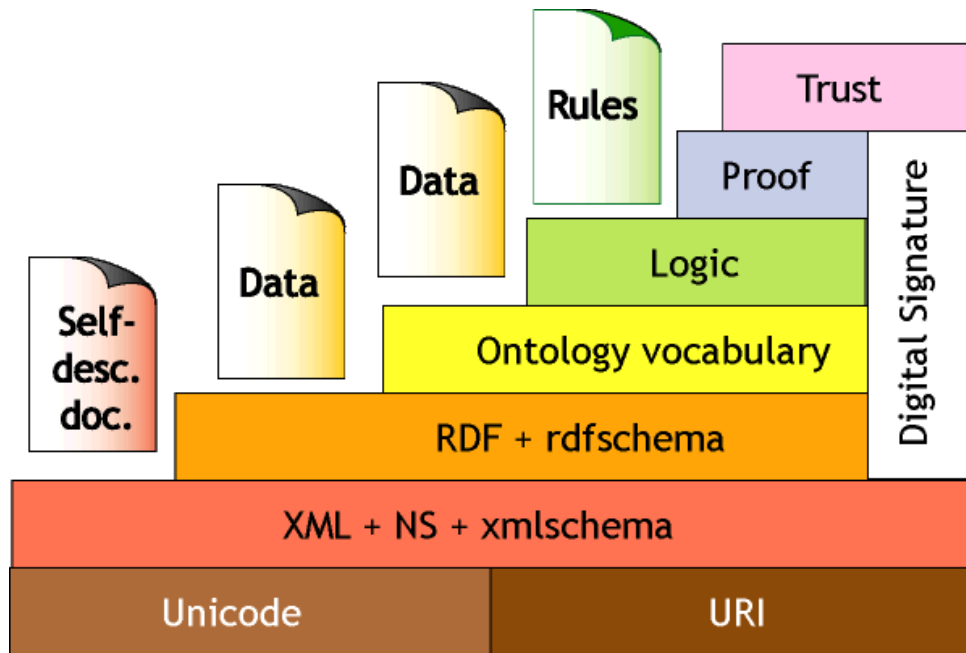 Rules
Trust
Data
Proof
Data
Logic
Self-
desc.
doc.
Ontology vocabulary
Digital Signature
RDF + rdfschema
XML + NS + xmlschema
Unicode
URI